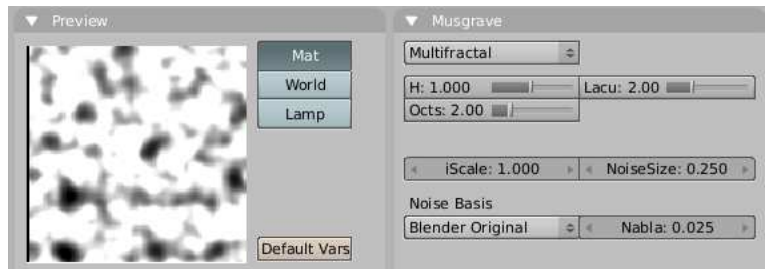 Preview
Mat
World
Lamp
Default Vars
Musgrave
Multifractal
H: 1.000 Lacu: 2.00
Octs: 2.00
iScale: 1.000 NoiseSize: 0.250
Noise Basis
Blender Original Nabla: 0.025